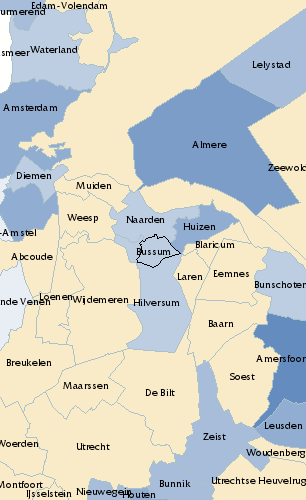 Edam-Volendam
urmerend
Waterland
smeer
Lelystad
Amsterdam
Almere
Diemen
Zeewold
Muiden
Weesp
Naarden
Huizen
-Amstel
Blaricum
Bussum
Abcoude
Laren
Eemnes
Bunschoten
nde Venen
Loenen
Wijdemeren
Hilversum
Baarn
Amersfoor
Breukelen
Soest
Maarssen
De Bilt
Leusden
Zeist
Woerden
Utrecht
Woudenberg
Montfoort
IJsselstein
Nieuwegein
Houten
Bunnik
Utrechtse Heuvelru